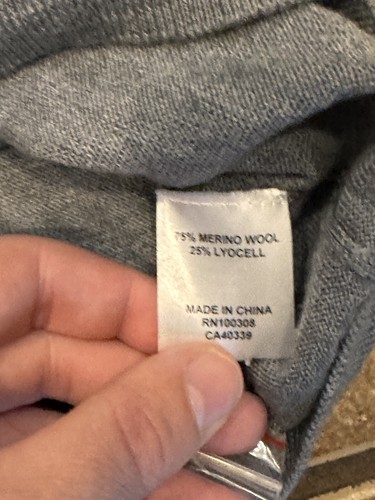 75% MERINO WOOL
25% LYOCELL
MADE IN CHINA
RN100308
CA40339